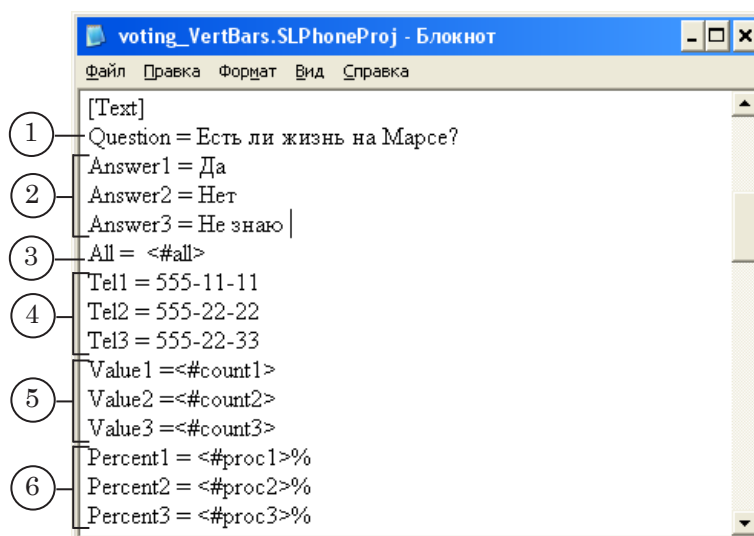 voting_VertBars.SLPhoneProj - Блокнот
Файл Правка Формат Вид Справка
[Text]
1 Question = Есть ли жизнь на Марсе?
Answer1 = Да
2 Answer2 = Нет
Answer3 = Не знаю
3 All = <#all>
Tel1 = 555-11-11
4 Tel2 = 555-22-22
Tel3 = 555-22-33
Value1 =<#count1>
5 Value2 =<#count2>
Value3 =<#count3>
Percent1 = <#proc1>%
6 Percent2 = <#proc2>%
Percent3 = <#proc3>%